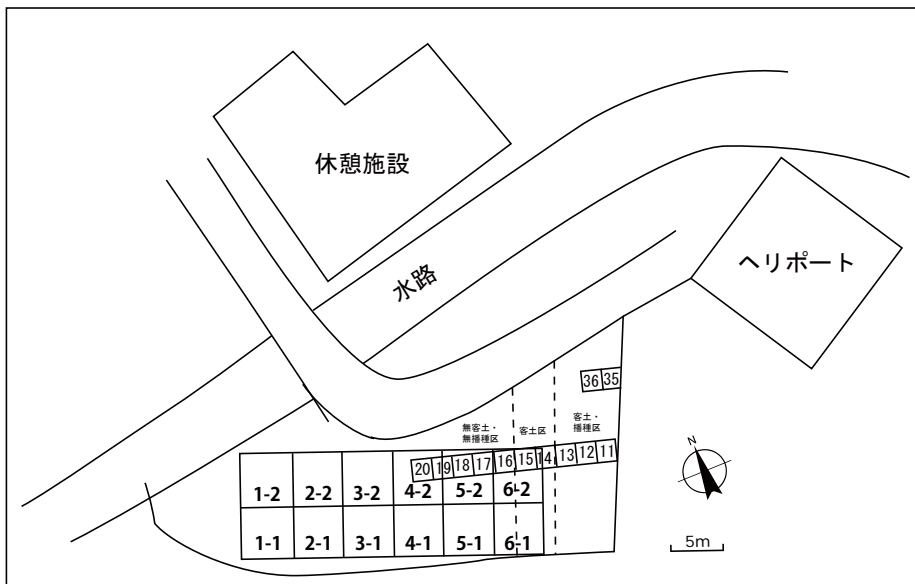 休憩施設
水路
ヘリポート
36 35
無客土・
無播種区
客土区
客土・
播種区
20 19 18 17 16 15 14 13 12 11
1-2 2-2 3-2 4-2 5-2 6-2
1-1 2-1 3-1 4-1 5-1 6-1
N
5m